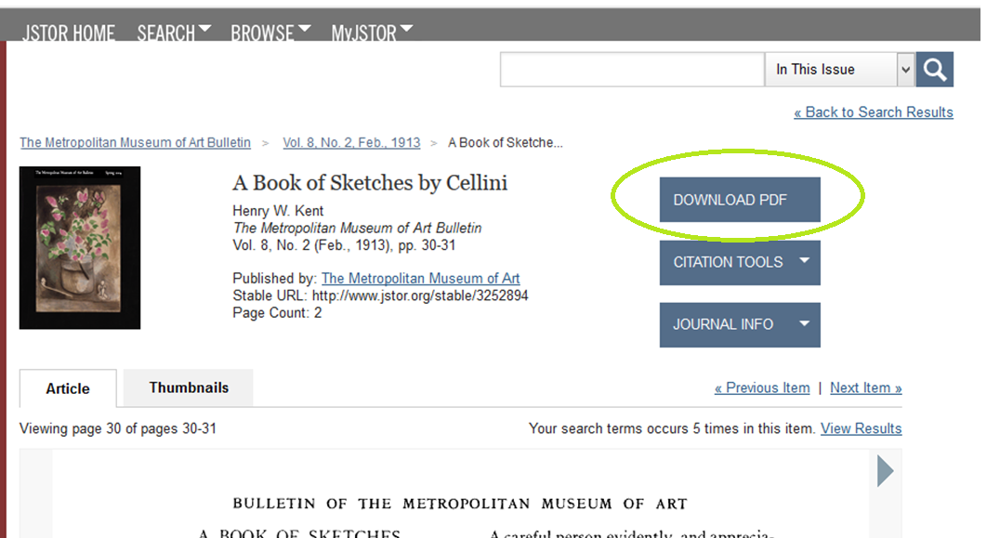 JSTOR HOME SEARCH BROWSE MyJSTOR
In This Issue
« Back to Search Results
The Metropolitan Museum of Art Bulletin > Vol. 8, No. 2, Feb., 1913 > A Book of Sketche...
The Metropolitan Museum of Art Bulletin Spring 2014
A Book of Sketches by Cellini
Henry W. Kent
The Metropolitan Museum of Art Bulletin
Vol. 8, No. 2 (Feb., 1913), pp. 30-31
Published by: The Metropolitan Museum of Art
Stable URL: http://www.jstor.org/stable/3252894
Page Count: 2
DOWNLOAD PDF
CITATION TOOLS
JOURNAL INFO
Article Thumbnails
« Previous Item | Next Item »
Viewing page 30 of pages 30-31
Your search terms occurs 5 times in this item. View Results
BULLETIN OF THE METROPOLITAN MUSEUM OF ART
A BOOK OF SKETCHES
A careful person evidently, and apprecia-